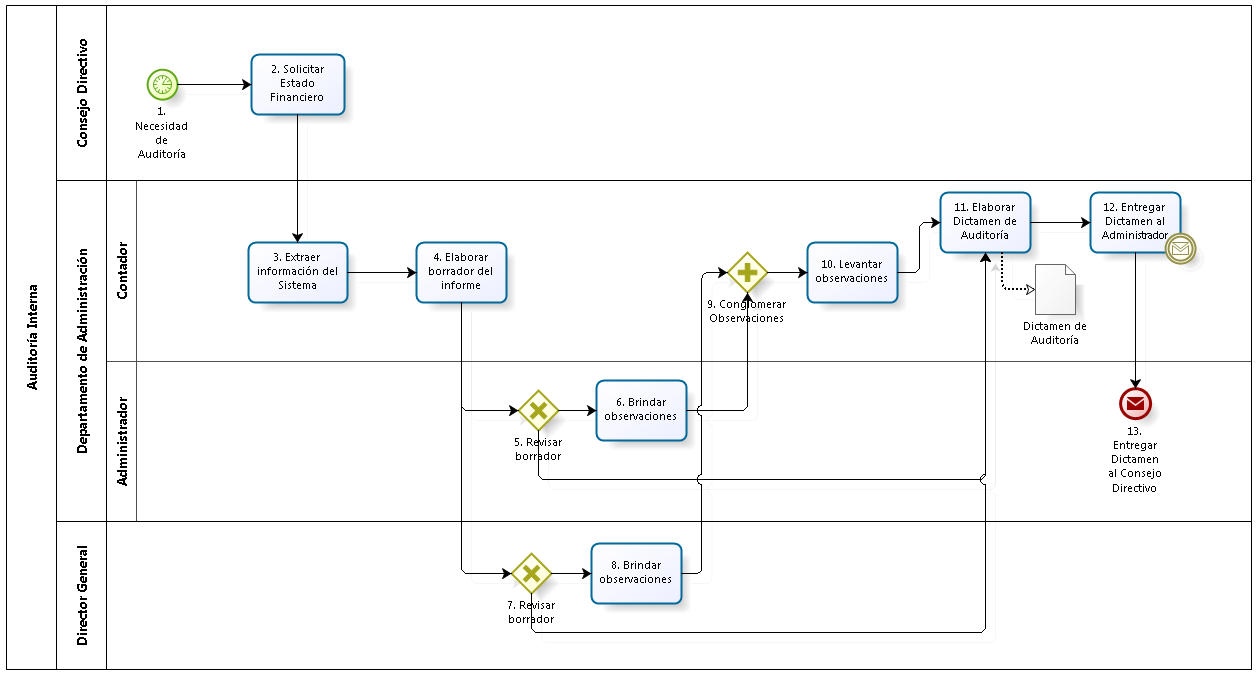 Auditoría Interna
Consejo Directivo
1.
Necesidad
de
Auditoría
2. Solicitar
Estado
Financiero
Departamento de Administración
Contador
3. Extraer
información del
Sistema
4. Elaborar
borrador del
informe
9. Conglomerar
Observaciones
10. Levantar
observaciones
11. Elaborar
Dictamen de
Auditoría
Dictamen de
Auditoría
12. Entregar
Dictamen al
Administrador
Administrador
5. Revisar
borrador
6. Brindar
observaciones
13.
Entregar
Dictamen
al Consejo
Directivo
Director General
7. Revisar
borrador
8. Brindar
observaciones